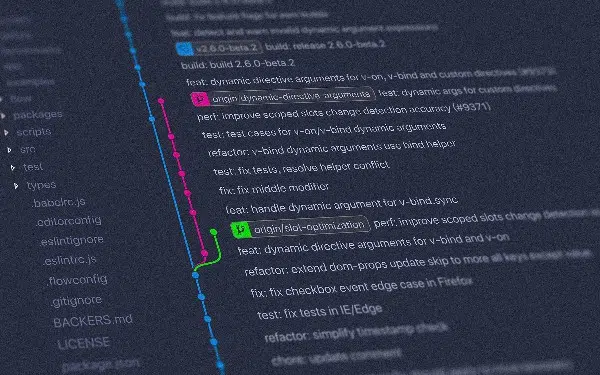 build: fix feature flags for esm builds
feat: detect and warn invalid dynamic argument expressions
v2.6.0-beta.2 build: release 2.6.0-beta.2
build: build 2.6.0-beta.2
feat: dynamic directive arguments for v-on, v-bind and custom directives
origin/dynamic-directive-arguments feat: dynamic args for custom directives
perf: improve scoped slots change detection accuracy (#9371)
test: test cases for v-on/v-bind dynamic arguments
refactor: v-bind dynamic arguments use bind helper
test: fix tests, resolve helper conflict
fix: fix middle modifier
feat: handle dynamic argument for v-bind.sync
origin/slot-optimization perf: improve scoped slots change detection
feat: dynamic directive arguments for v-bind and v-on
refactor: extend dom-props update skip to more all keys except value
fix: fix checkbox event edge case in Firefox
test: fix tests in IE/Edge
refactor: simplify timestamp check
chore: update comment
packages
scripts
src
test
types
.babelrc.js
.editorconfig
.eslintignore
.eslintrc.js
.flowconfig
.gitignore
BACKERS.md
LICENSE
package.json